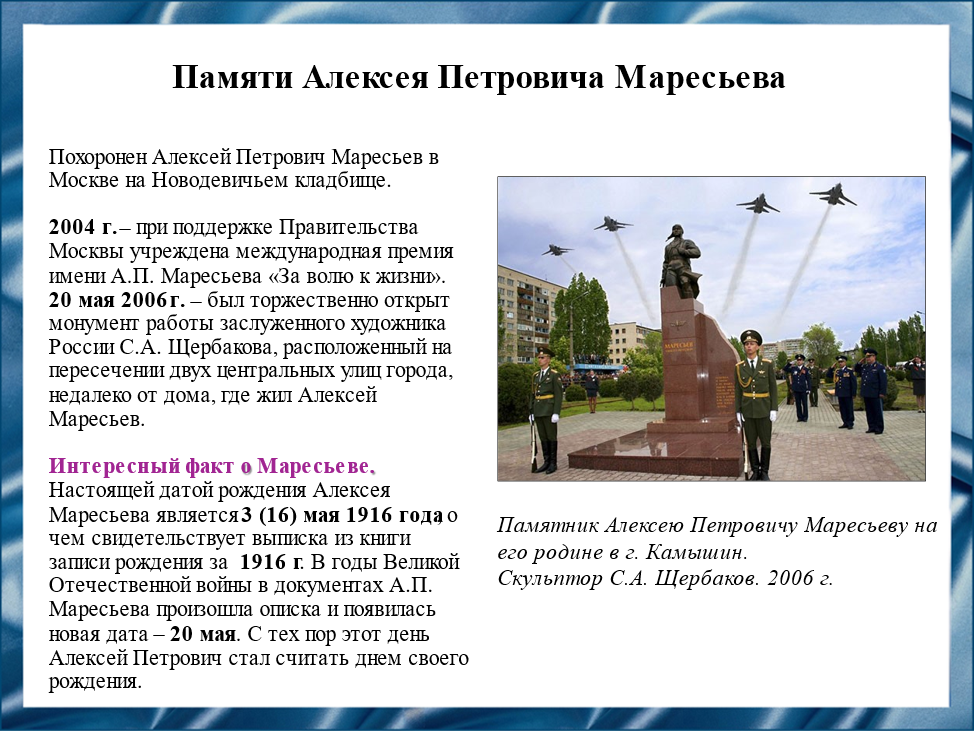 Памяти Алексея Петровича Маресьева
Похоронен Алексей Петрович Маресьев в
Москве на Новодевичьем кладбище.
2004 г. – при поддержке Правительства
Москвы учреждена международная премия
имени А.П. Маресьева «За волю к жизни».
20 мая 2006 г. – был торжественно открыт
монумент работы заслуженного художника
России С.А. Щербакова, расположенный на
пересечении двух центральных улиц города,
недалеко от дома, где жил Алексей
Маресьев.
Интересный факт о Маресьеве.
Настоящей датой рождения Алексея
Маресьева является 3 (16) мая 1916 года, о
чем свидетельствует выписка из книги
записи рождения за 1916 г. В годы Великой
Отечественной войны в документах А.П.
Маресьева произошла описка и появилась
новая дата – 20 мая. С тех пор этот день
Алексей Петрович стал считать днем своего
рождения.
МАРЕСЬЕВ
Памятник Алексею Петровичу Маресьеву на
его родине в г. Камышин.
Скульптор С.А. Щербаков. 2006 г.